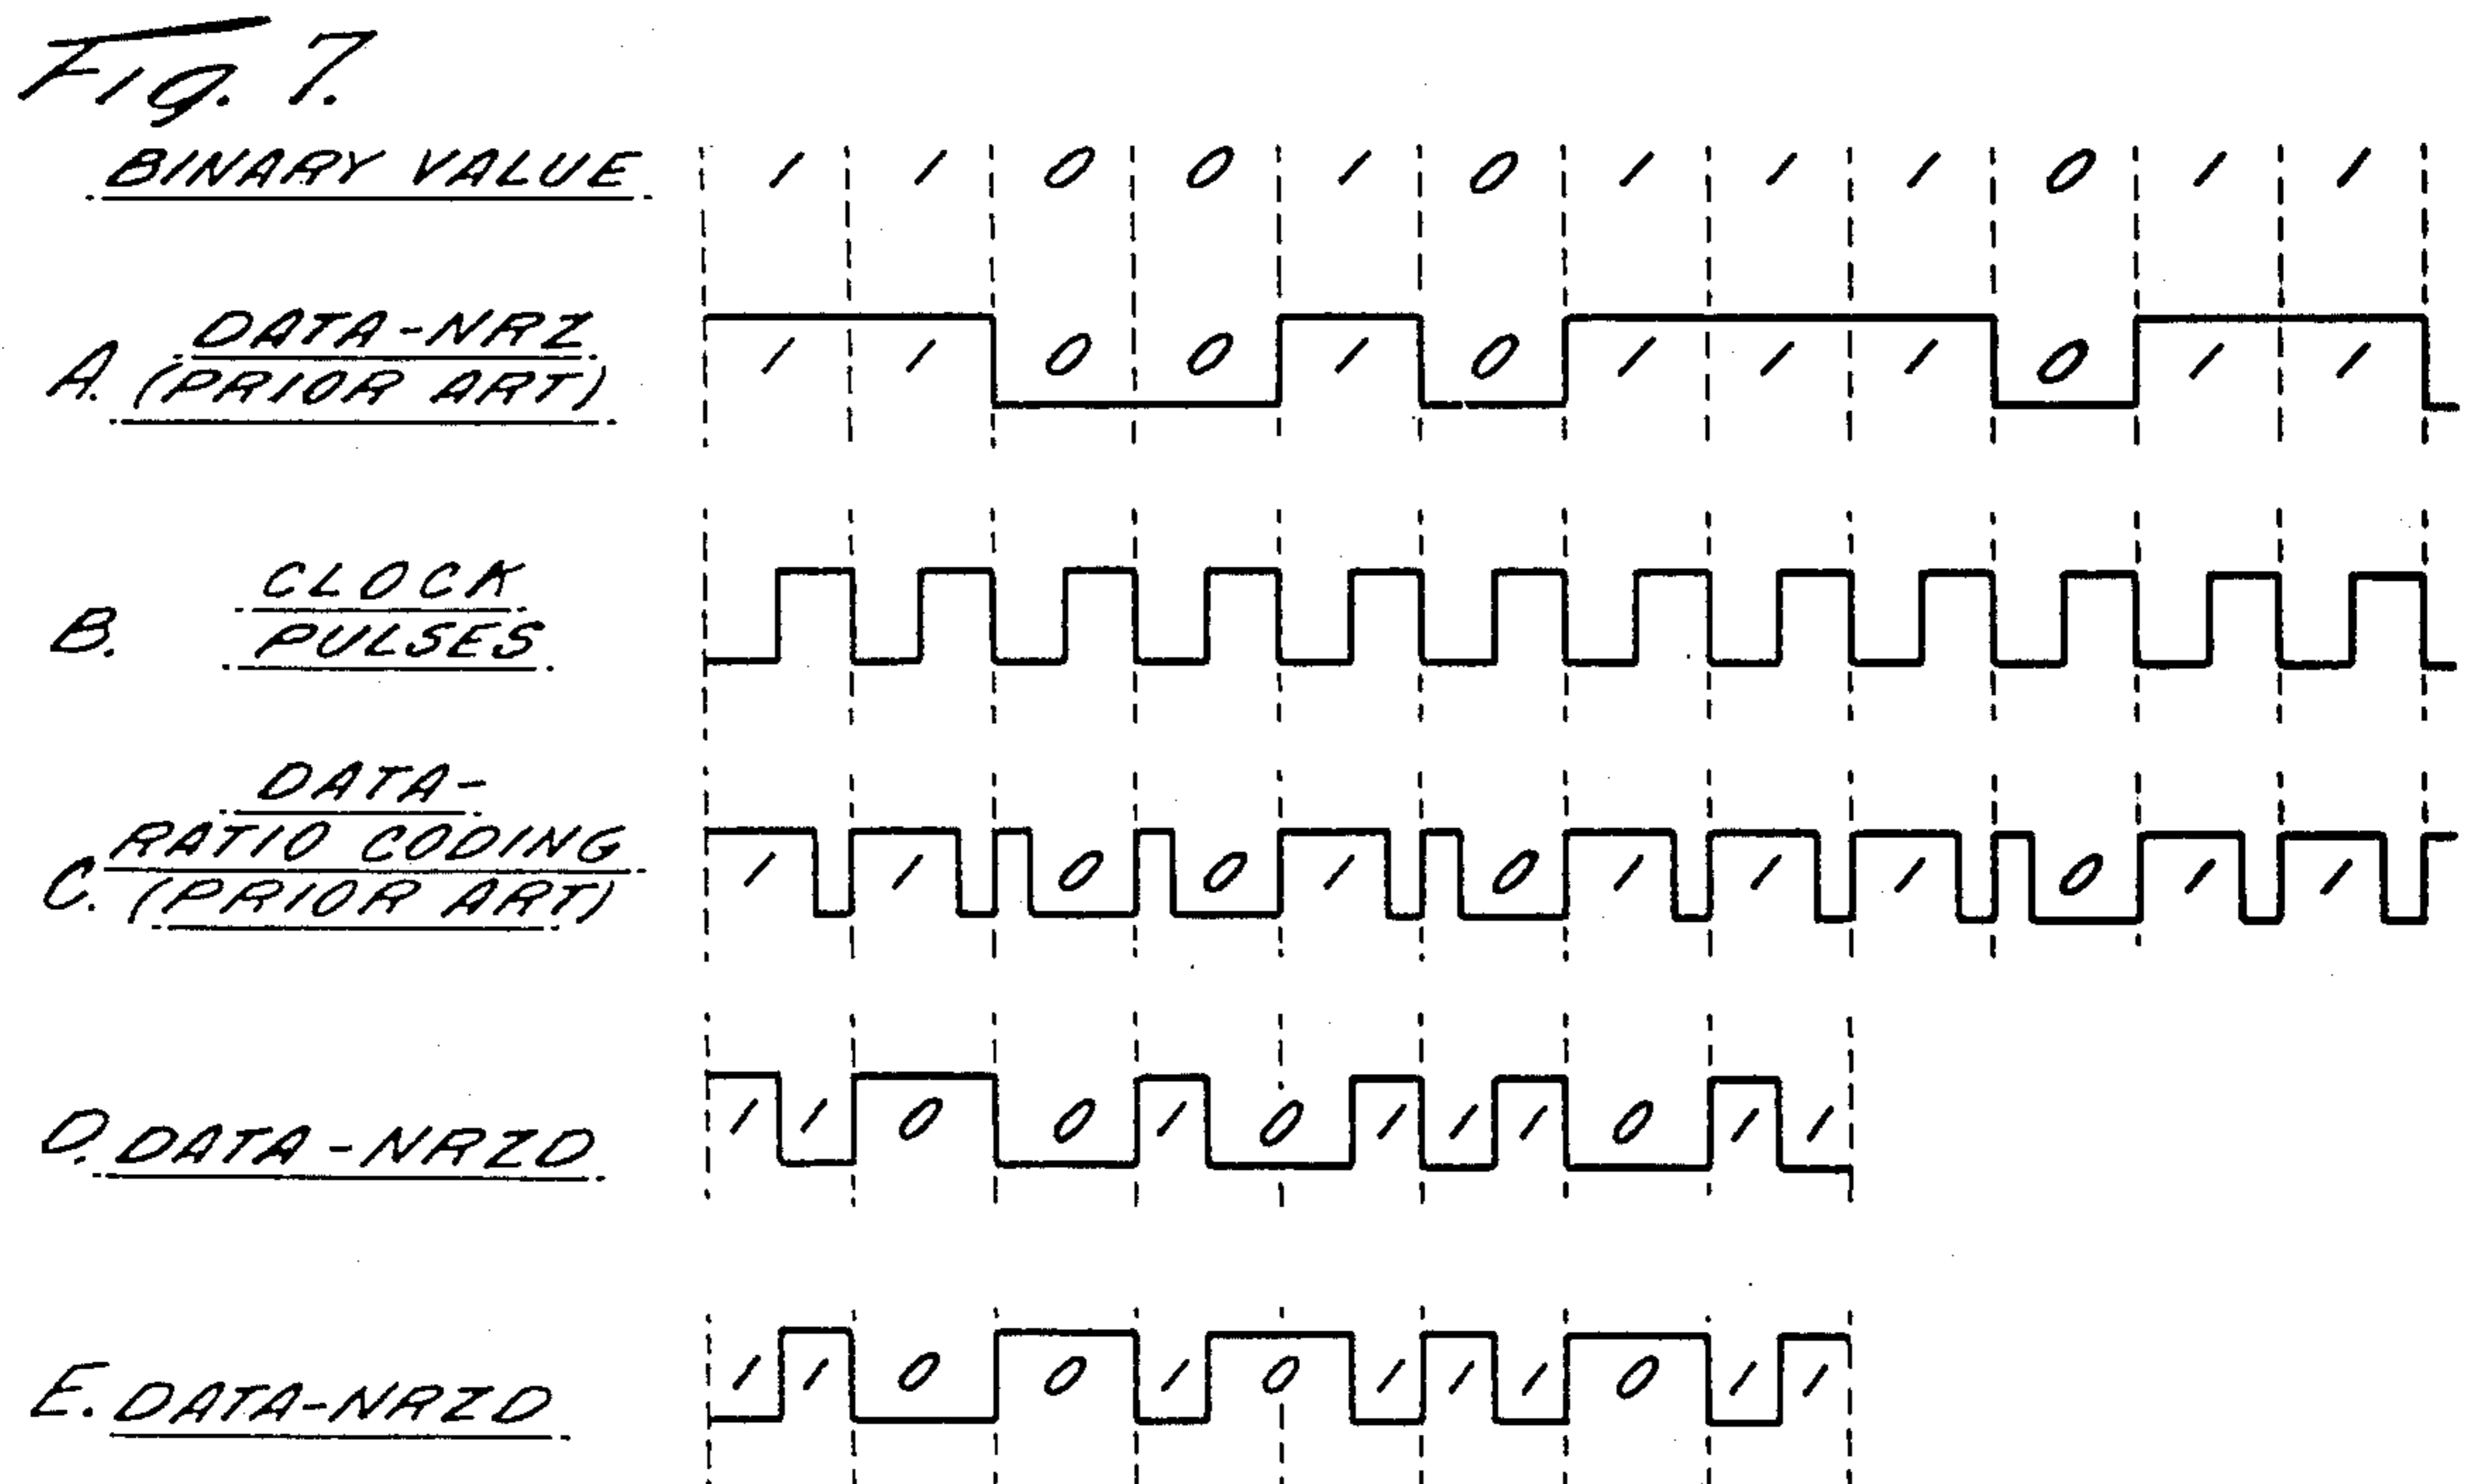 Fig. 7.
BINARY VALUE 1 1 0 0 1 0 1 1 1 0 1 1
DATA-NRZ
A. (PRIOR ART) 1 1 0 0 1 0 1 1 1 0 1 1
CLOCK
B. PULSES
DATA-
RATIO CODING
C. (PRIOR ART) 1 1 0 0 1 0 1 1 1 0 1 1
D. DATA-NRZD 1 1 0 0 1 0 1 1 1 0 1 1
E. DATA-NRZD 1 1 0 0 1 0 1 1 1 0 1 1